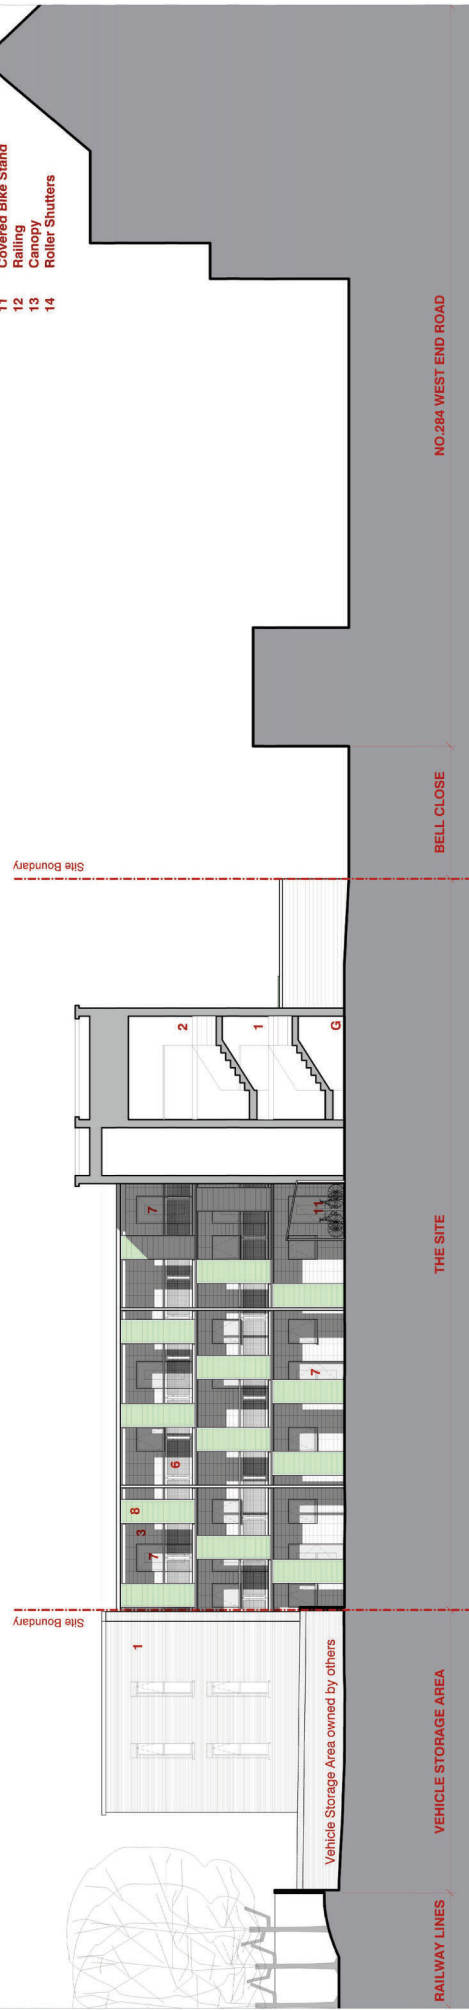 11 Covered Bike Stand
12 Railing
13 Canopy
14 Roller Shutters
Site Boundary
Site Boundary
1
7
3
8
6
7
7
11
2
1
G
Vehicle Storage Area owned by others
RAILWAY LINES
VEHICLE STORAGE AREA
THE SITE
BELL CLOSE
NO.284 WEST END ROAD